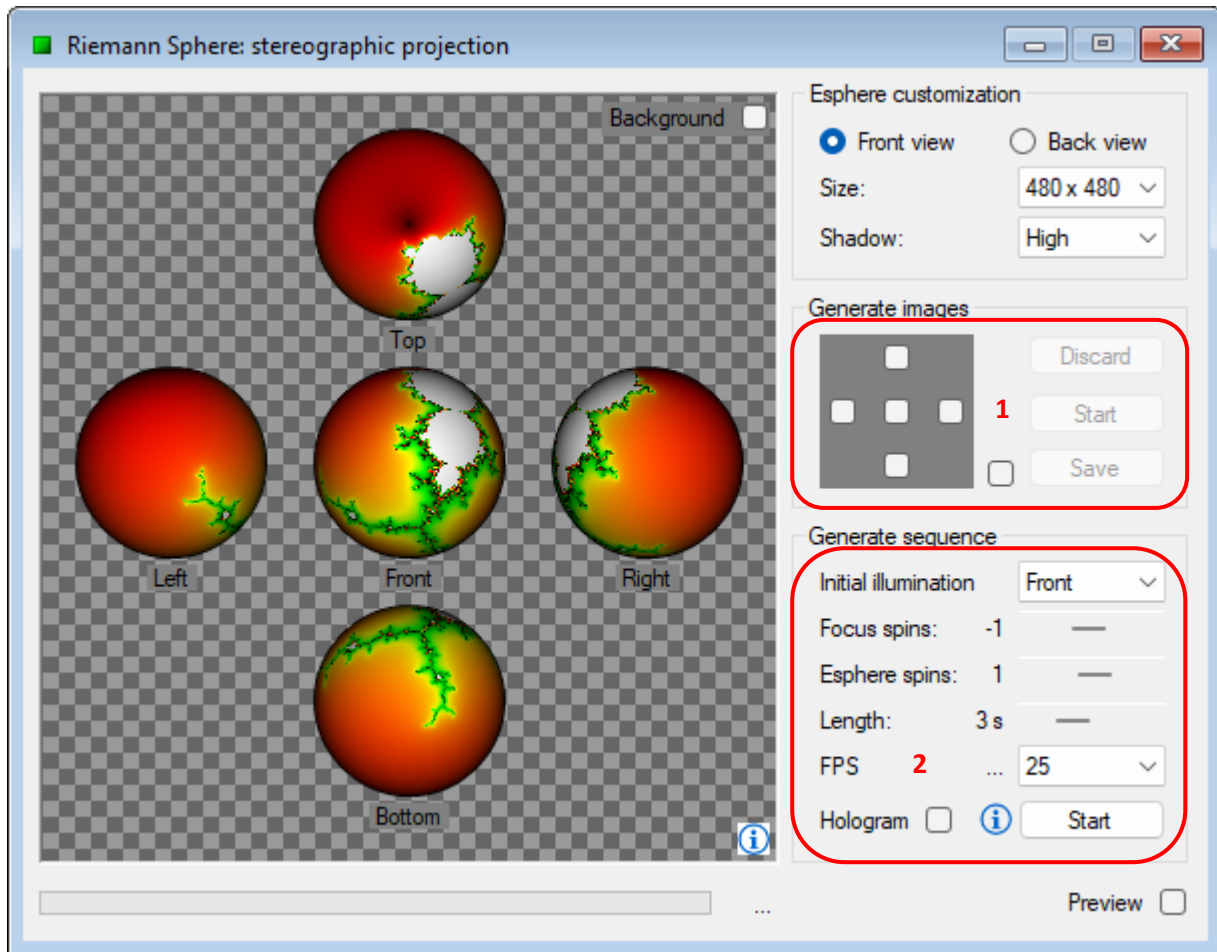 Riemann Sphere: stereographic projection
Background
Top
Left
Front
Right
Bottom
...
Esphere customization
Front view
Back view
Size:
480 x 480
Shadow:
High
Generate images
Discard
1
Start
Save
Generate sequence
Initial illumination
Front
Focus spins: -1
Esphere spins: 1
Length: 3 s
FPS 2 ... 25
Hologram
Start
Preview